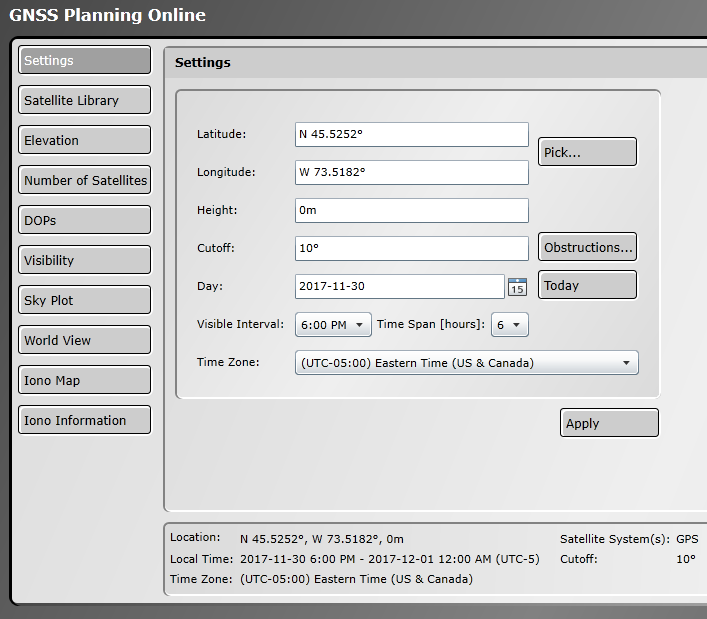 GNSS Planning Online
Settings
Satellite Library
Elevation
Number of Satellites
DOPs
Visibility
Sky Plot
World View
Iono Map
Iono Information
Settings
Latitude: N 45.5252°
Pick...
Longitude: W 73.5182°
Height: 0m
Cutoff: 10° Obstructions...
Day: 2017-11-30 15 Today
Visible Interval: 6:00 PM Time Span [hours]: 6
Time Zone: (UTC-05:00) Eastern Time (US & Canada)
Apply
Location: N 45.5252°, W 73.5182°, 0m Satellite System(s): GPS
Local Time: 2017-11-30 6:00 PM - 2017-12-01 12:00 AM (UTC-5) Cutoff: 10°
Time Zone: (UTC-05:00) Eastern Time (US & Canada)